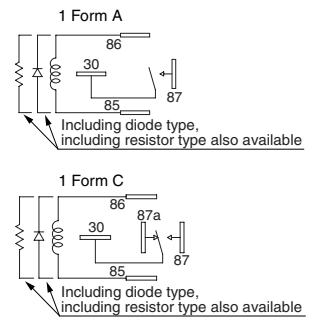 1 Form A
86
30
85
87
Including diode type,
including resistor type also available
1 Form C
86
87a
30
85
87
Including diode type,
including resistor type also available